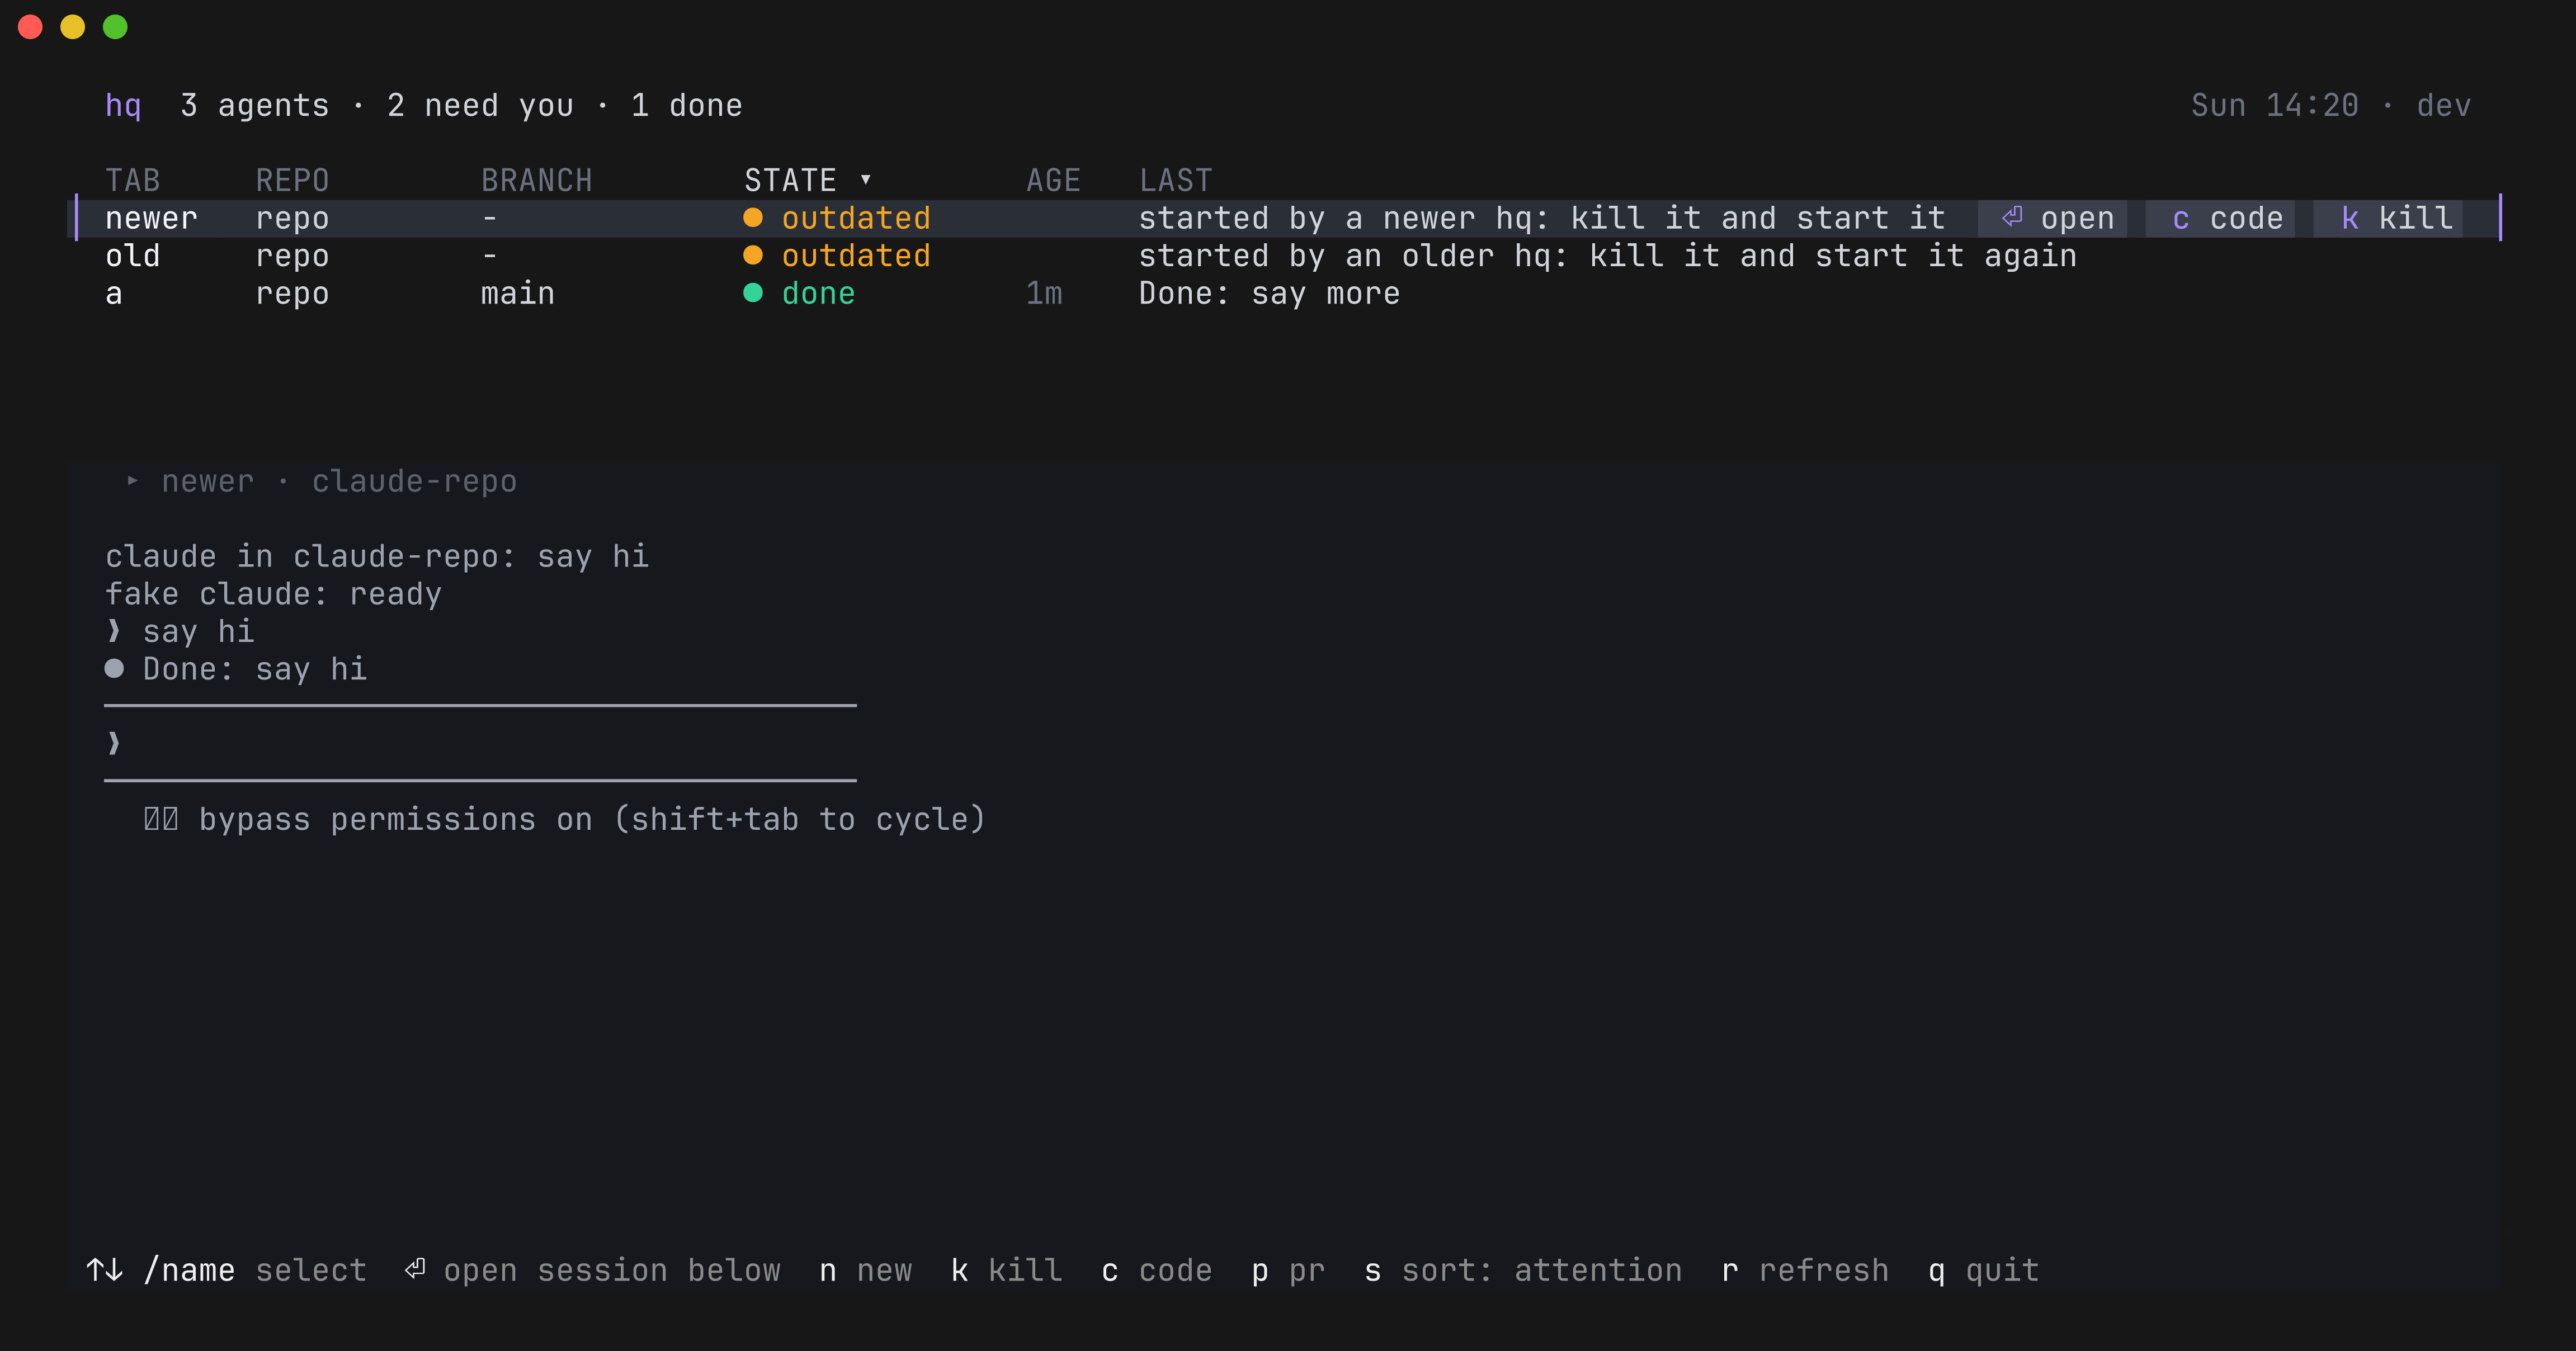 hq  3 agents · 2 need you · 1 done  Sun 14:20 · dev
TAB  REPO  BRANCH  STATE ▾  AGE  LAST
newer  repo  -  ● outdated  started by a newer hq: kill it and start it  ⏎ open  c code  k kill
old  repo  -  ● outdated  started by an older hq: kill it and start it again
a  repo  main  ● done  1m  Done: say more
▸ newer · claude-repo
claude in claude-repo: say hi
fake claude: ready
❯ say hi
● Done: say hi
❯
bypass permissions on (shift+tab to cycle)
↑↓ /name select  ⏎ open session below  n new  k kill  c code  p pr  s sort: attention  r refresh  q quit